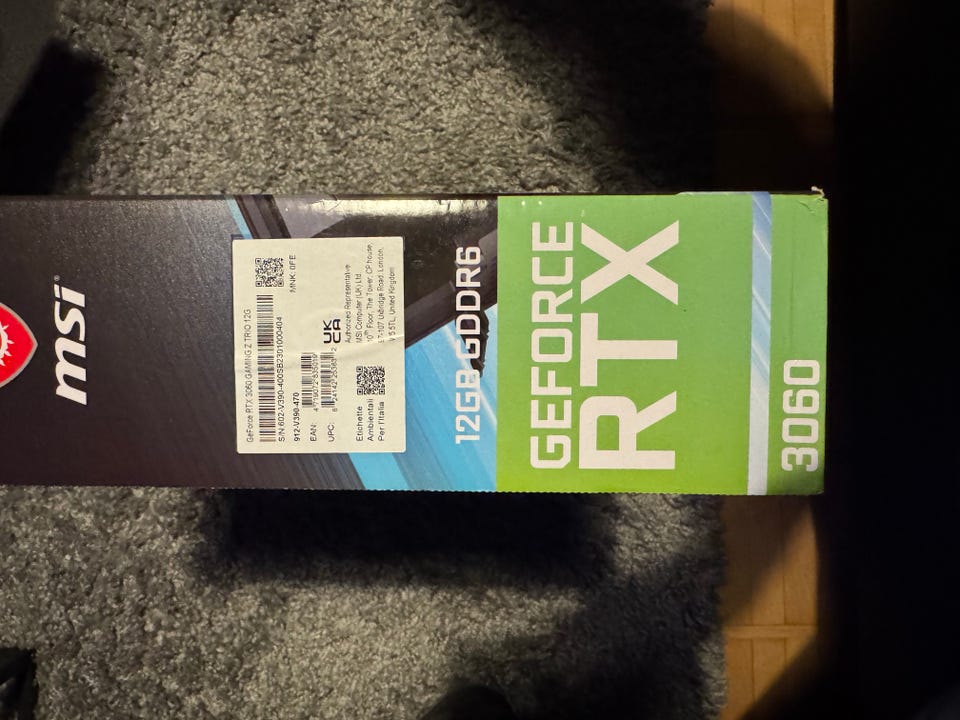 msi
GeForce RTX 3060 GAMING Z TRIO 12G
S/N 602-V390-400SB2301000404
912-V390-470
EAN:
UPC:
MNK: 0FE
UK
CA
Etichette
Ambientali
Per l'Italia
Authorized Representative
MSI Computer (UK) Ltd
10th Floor, The Tower, CP house,
97-107 Uxbridge Road, London,
W5 5TL, United Kingdom
12GB GDDR6
GEFORCE
RTX
3060